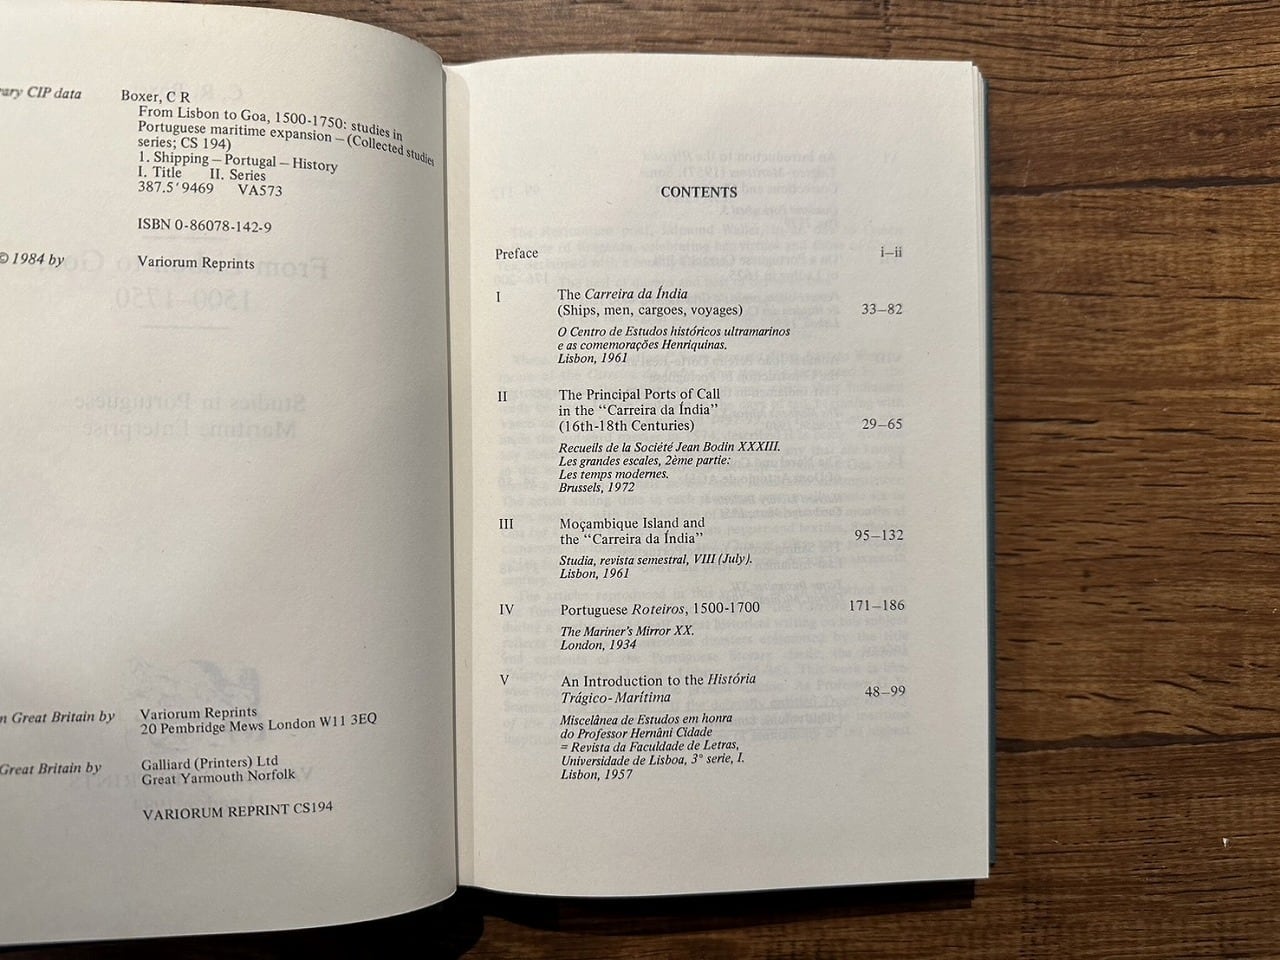 ary CIP data
Boxer, C R
From Lisbon to Goa, 1500-1750: studies in
Portuguese maritime expansion – (Collected studies
series; CS 194)
1. Shipping – Portugal – History
I. Title II. Series
387.5′9469 VA573
ISBN 0-86078-142-9
© 1984 by Variorum Reprints
n Great Britain by Variorum Reprints
20 Pembridge Mews London W11 3EQ
Great Britain by Galliard (Printers) Ltd
Great Yarmouth Norfolk
VARIORUM REPRINT CS194
CONTENTS
Preface i–ii
I The Carreira da Índia
(Ships, men, cargoes, voyages) 33–82
O Centro de Estudos históricos ultramarinos
e as comemorações Henriquinas.
Lisbon, 1961
II The Principal Ports of Call
in the “Carreira da Índia”
(16th-18th Centuries) 29–65
Recueils de la Société Jean Bodin XXXIII.
Les grandes escales, 2ème partie:
Les temps modernes.
Brussels, 1972
III Moçambique Island and
the “Carreira da Índia” 95–132
Studia, revista semestral, VIII (July).
Lisbon, 1961
IV Portuguese Roteiros, 1500-1700 171–186
The Mariner's Mirror XX.
London, 1934
V An Introduction to the História
Trágico-Marítima 48–99
Miscelânea de Estudos em honra
do Professor Hernâni Cidade
= Revista da Faculdade de Letras,
Universidade de Lisboa, 3° serie, I.
Lisbon, 1957